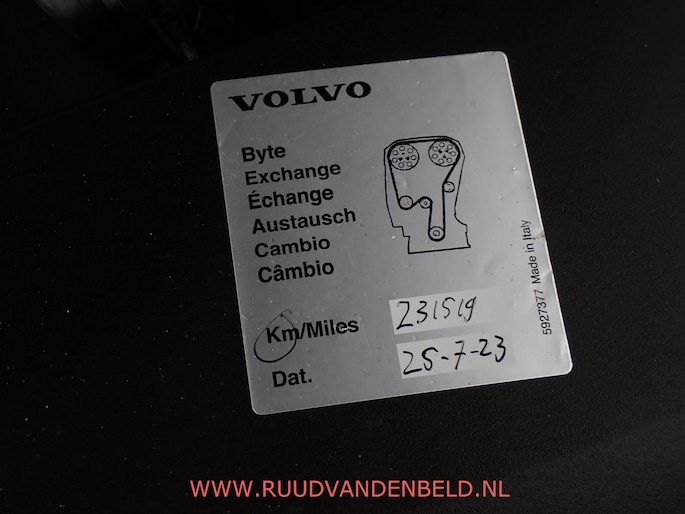 VOLVO
Byte
Exchange
Échange
Austausch
Cambio
Câmbio
Km/Miles 231519
Dat. 25-7-23
5927377 Made in Italy
WWW.RUUDVANDENBELD.NL